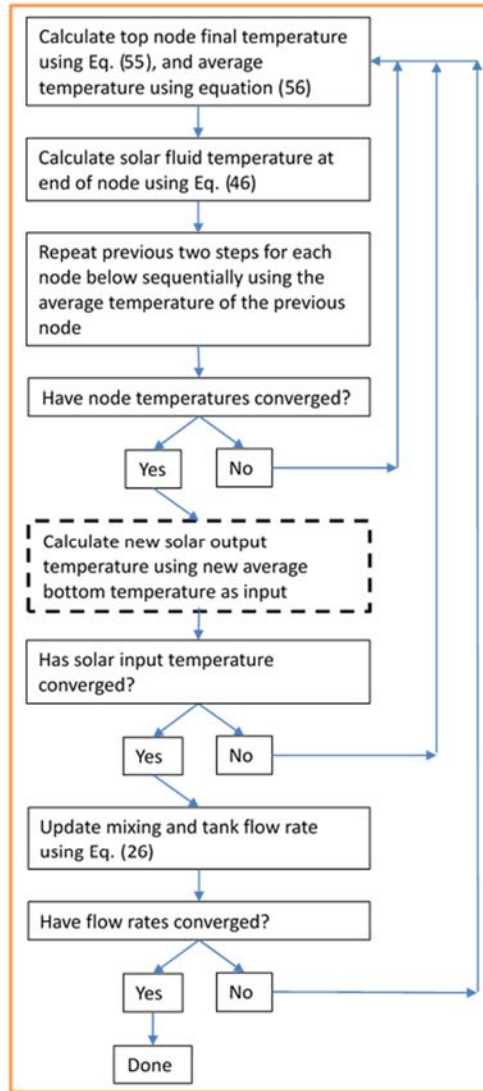 Calculate top node final temperature
using Eq. (55), and average
temperature using equation (56)
Calculate solar fluid temperature at
end of node using Eq. (46)
Repeat previous two steps for each
node below sequentially using the
average temperature of the previous
node
Have node temperatures converged?
Yes
No
Calculate new solar output
temperature using new average
bottom temperature as input
Has solar input temperature
converged?
Yes
No
Update mixing and tank flow rate
using Eq. (26)
Have flow rates converged?
Yes
No
Done